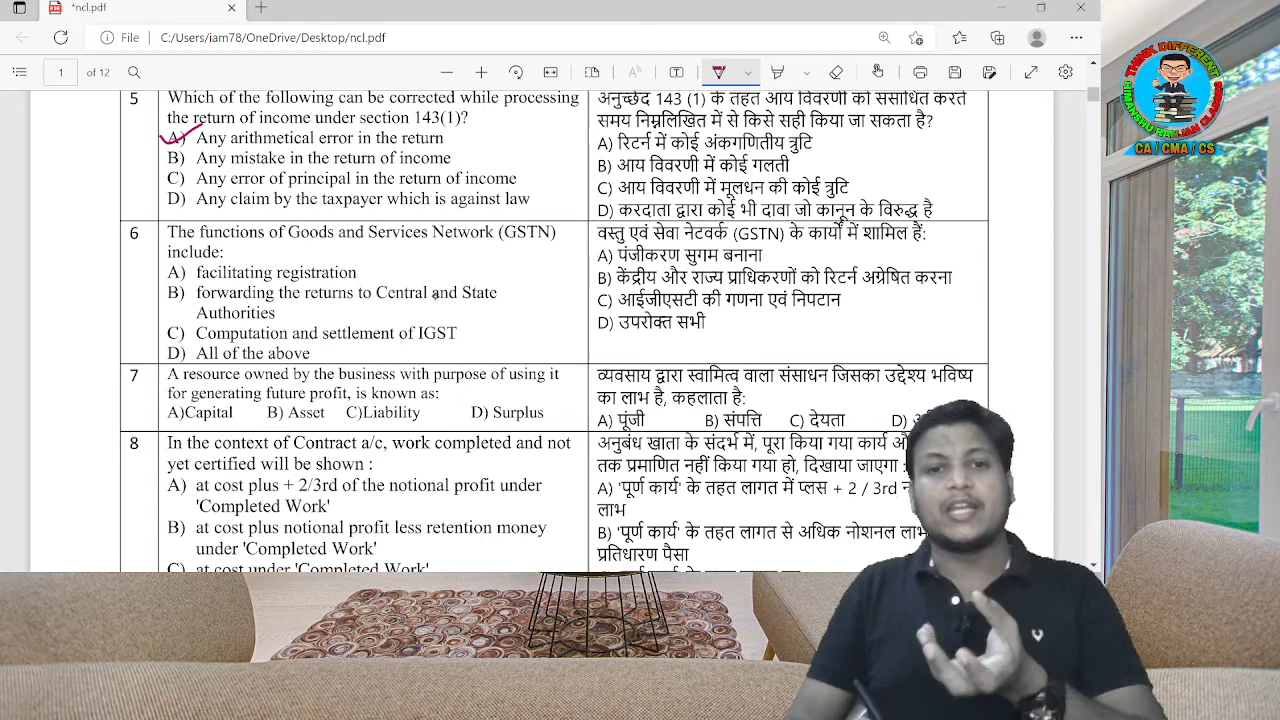 *ncl.pdf
File
C:/Users/iam78/OneDrive/Desktop/ncl.pdf
1 of 12
5
Which of the following can be corrected while processing
the return of income under section 143(1)?
A) Any arithmetical error in the return
B) Any mistake in the return of income
C) Any error of principal in the return of income
D) Any claim by the taxpayer which is against law
अनुच्छेद 143 (1) के तहत आय विवरणी को संसाधित करते
समय निम्नलिखित में से किसे सही किया जा सकता है?
A) रिटर्न में कोई अंकगणितीय त्रुटि
B) आय विवरणी में कोई गलती
C) आय विवरणी में मूलधन की कोई त्रुटि
D) करदाता द्वारा कोई भी दावा जो कानून के विरुद्ध है
6
The functions of Goods and Services Network (GSTN)
include:
A) facilitating registration
B) forwarding the returns to Central and State
Authorities
C) Computation and settlement of IGST
D) All of the above
वस्तु एवं सेवा नेटवर्क (GSTN) के कार्यों में शामिल हैं:
A) पंजीकरण सुगम बनाना
B) केंद्रीय और राज्य प्राधिकरणों को रिटर्न अग्रेषित करना
C) आईजीएसटी की गणना एवं निपटान
D) उपरोक्त सभी
7
A resource owned by the business with purpose of using it
for generating future profit, is known as:
A)Capital B) Asset C)Liability D) Surplus
व्यवसाय द्वारा स्वामित्व वाला संसाधन जिसका उद्देश्य भविष्य
का लाभ है, कहलाता है:
A) पूंजी B) संपत्ति C) देयता D)
8
In the context of Contract a/c, work completed and not
yet certified will be shown :
A) at cost plus + 2/3rd of the notional profit under
'Completed Work'
B) at cost plus notional profit less retention money
under 'Completed Work'
C) at cost under 'Completed Work'
अनुबंध खाता के संदर्भ में, पूरा किया गया कार्य
तक प्रमाणित नहीं किया गया हो, दिखाया जाएगा :
A) 'पूर्ण कार्य' के तहत लागत में प्लस + 2 / 3rd
लाभ
B) 'पूर्ण कार्य' के तहत लागत से अधिक नोशनल लाभ
प्रतिधारण पैसा
THINK DIFFERENT
HIMANSHU RANJAN CLASSES
CA / CMA / CS